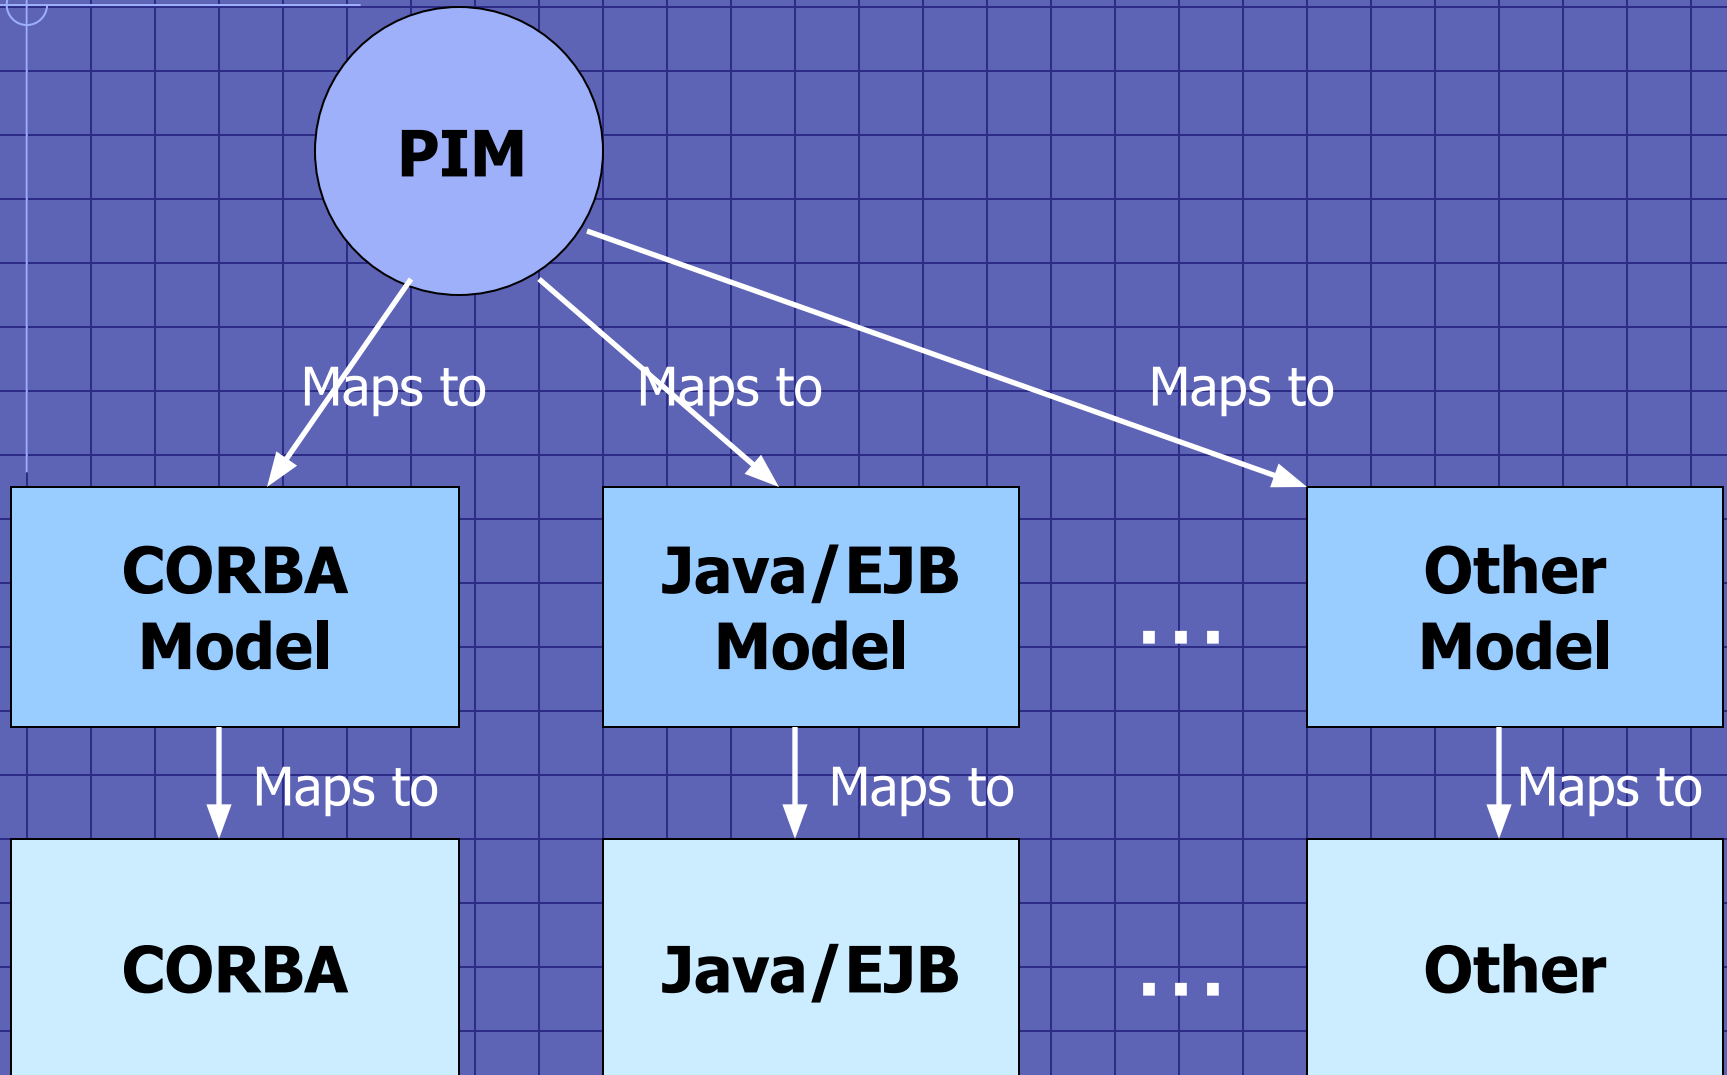 PIM
Maps to
Maps to
Maps to
CORBA
Model
Java/EJB
Model
...
Other
Model
Maps to
Maps to
Maps to
CORBA
Java/EJB
...
Other